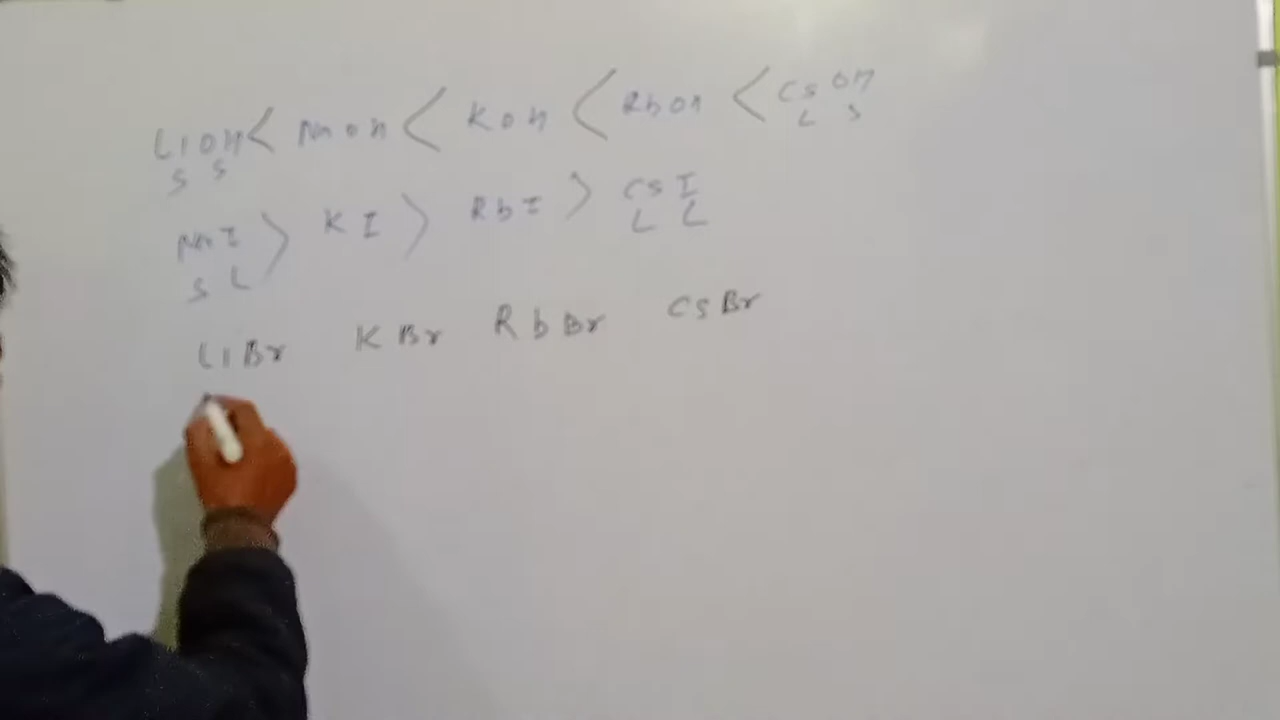 LiOH < NaOH < KOH < RbOH < CsOH
S S L S
NaI > KI > RbI > CsI
S L L L
LiBr KBr RbBr CsBr